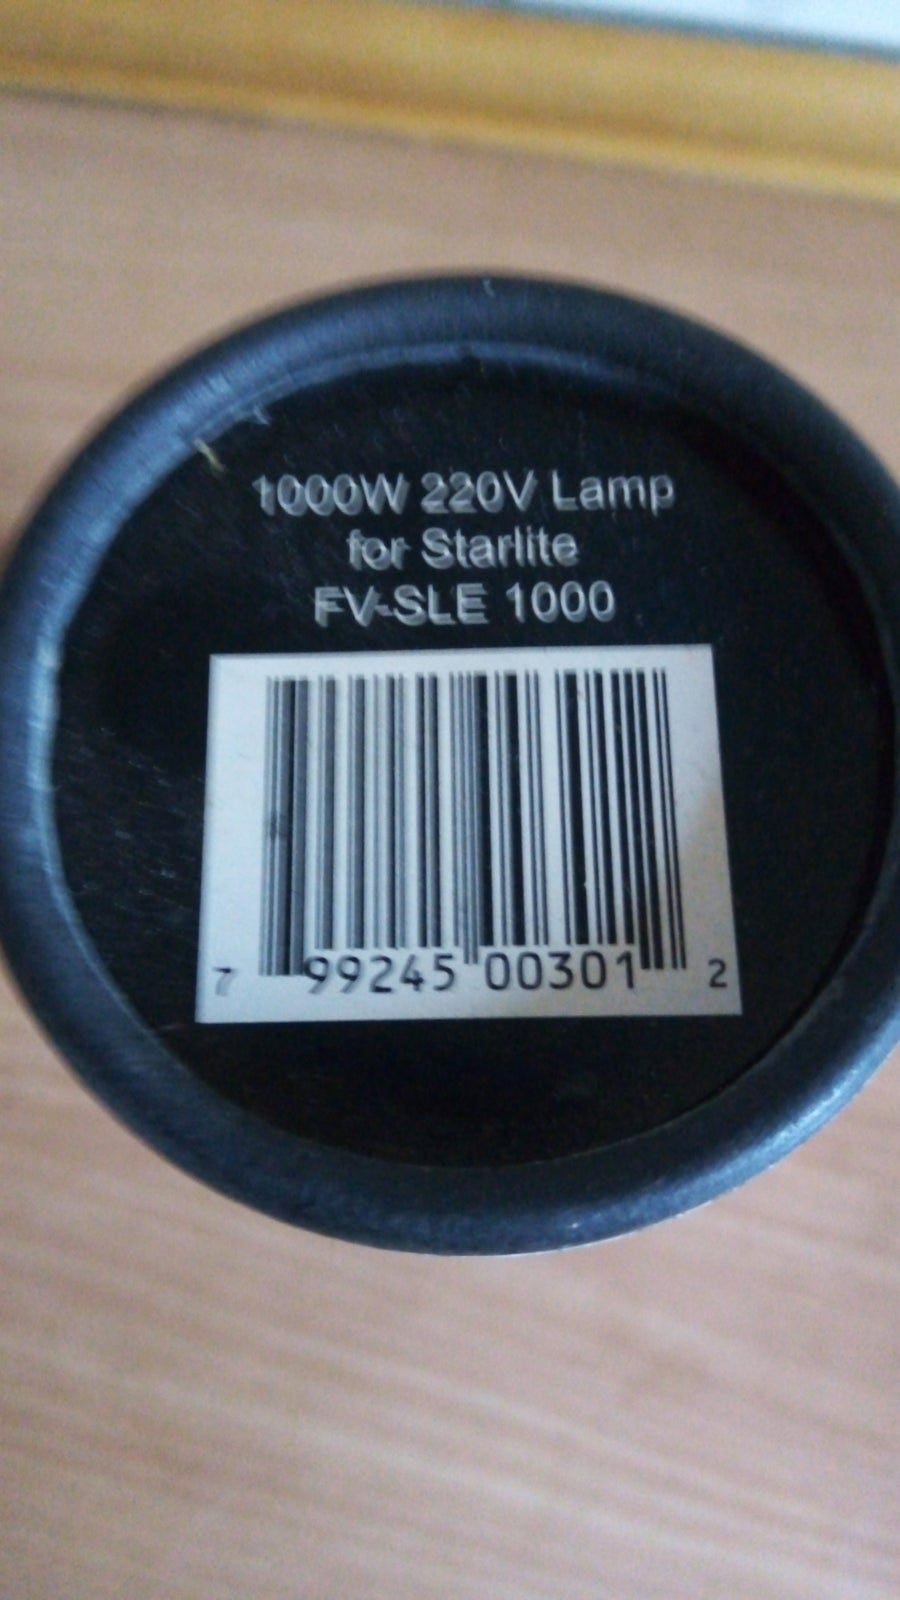 1000W 220V Lamp
for Starlite
FV-SLE 1000
7 99245 00301 2